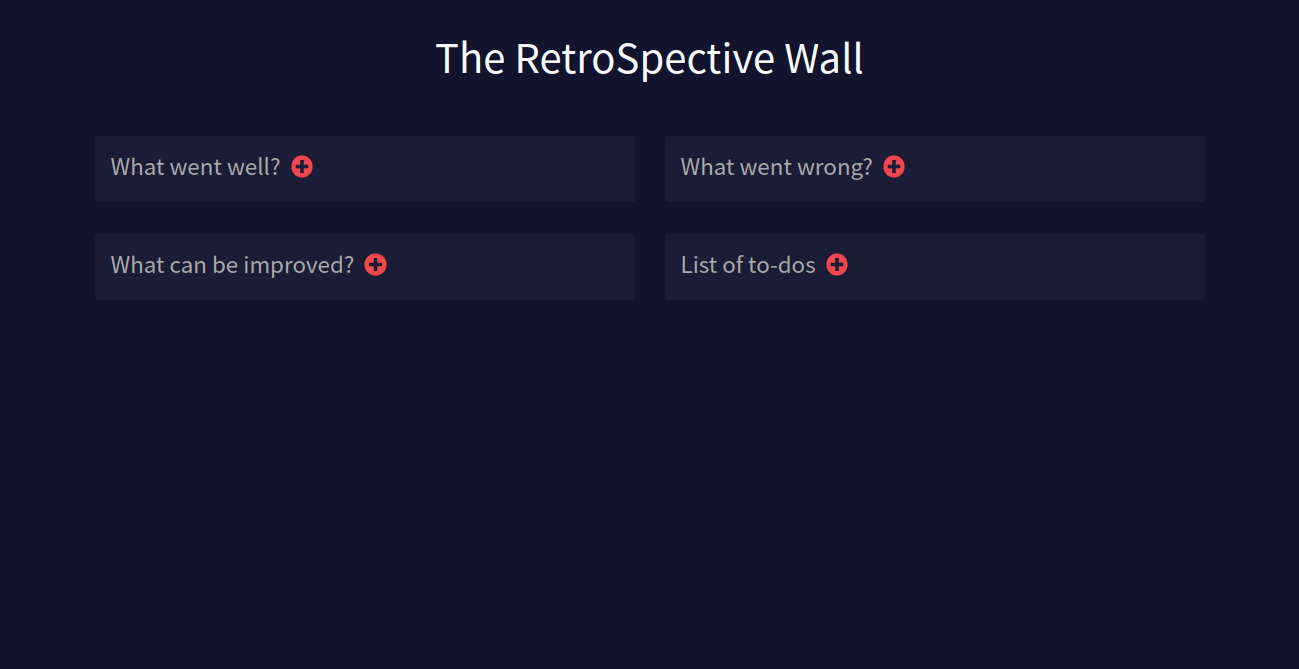 The RetroSpective Wall
What went well?
What went wrong?
What can be improved?
List of to-dos